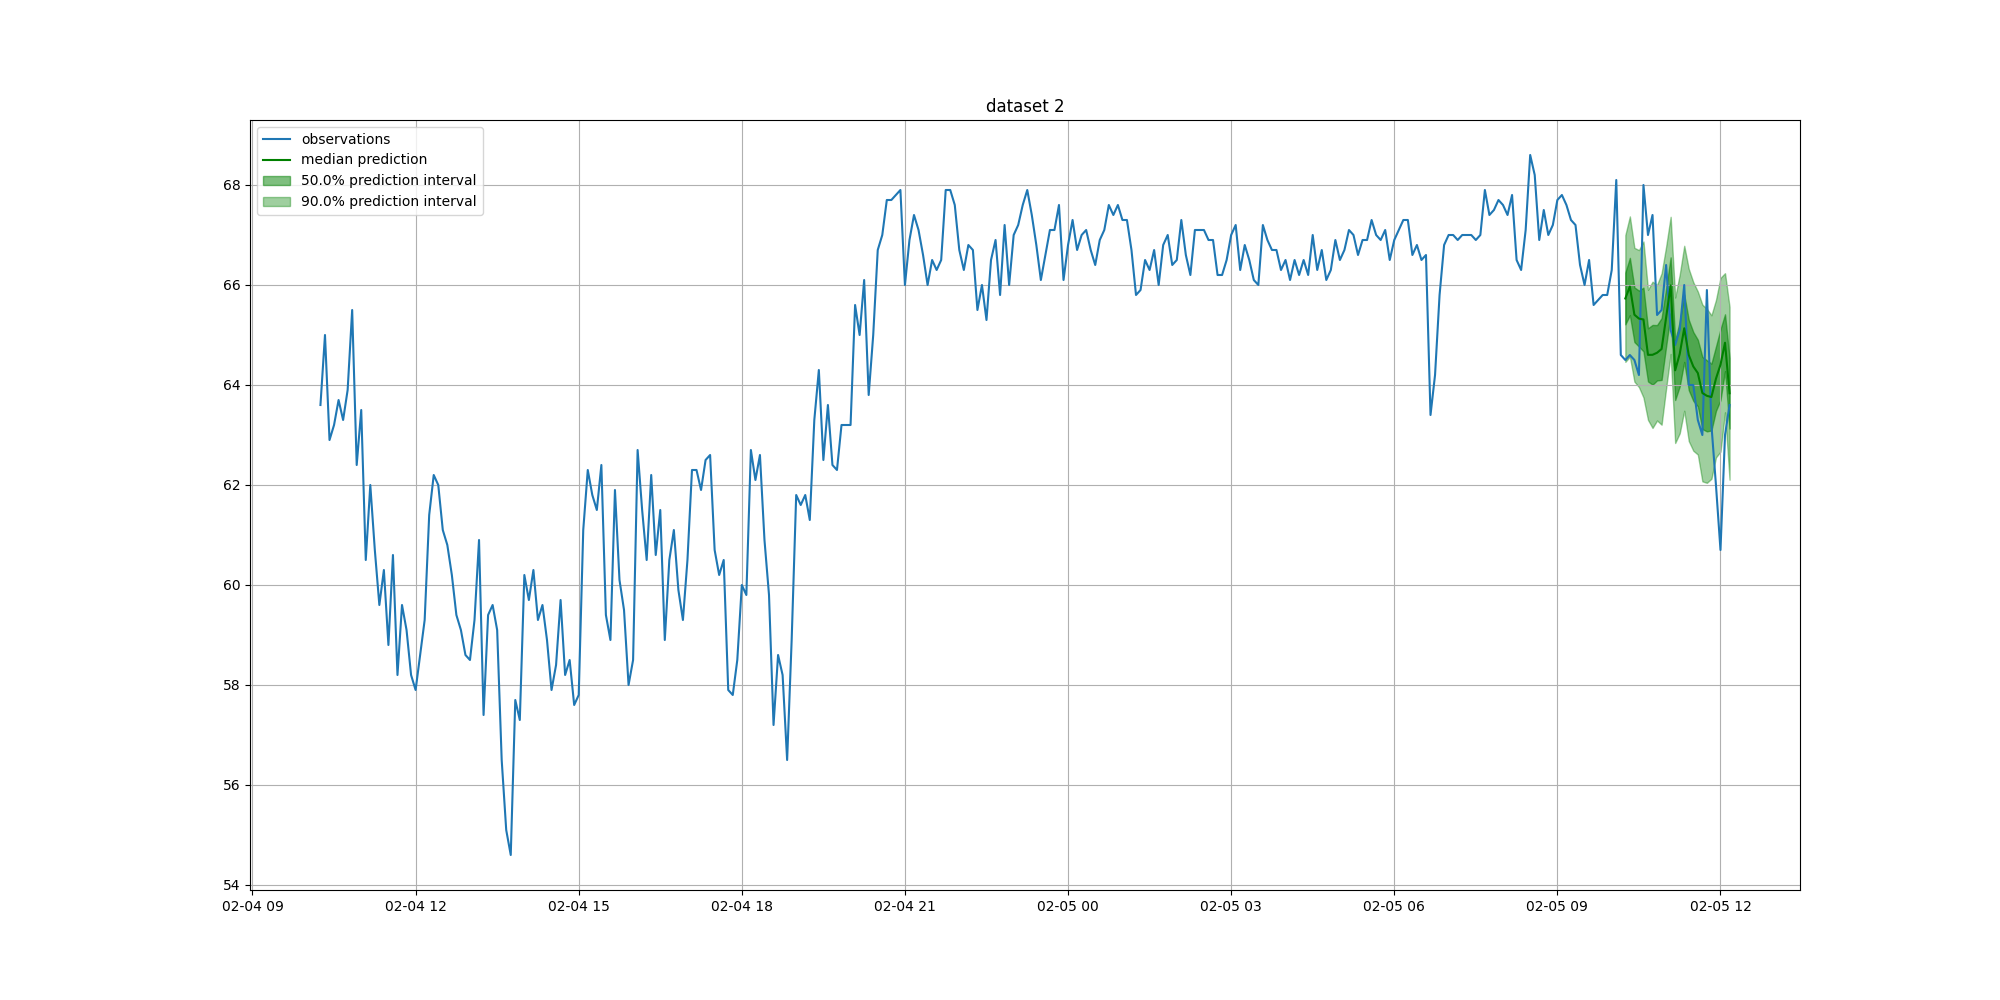 dataset 2
observations
median prediction
50.0% prediction interval
90.0% prediction interval
68
66
64
62
60
58
56
54
02-04 09 02-04 12 02-04 15 02-04 18 02-04 21 02-05 00 02-05 03 02-05 06 02-05 09 02-05 12